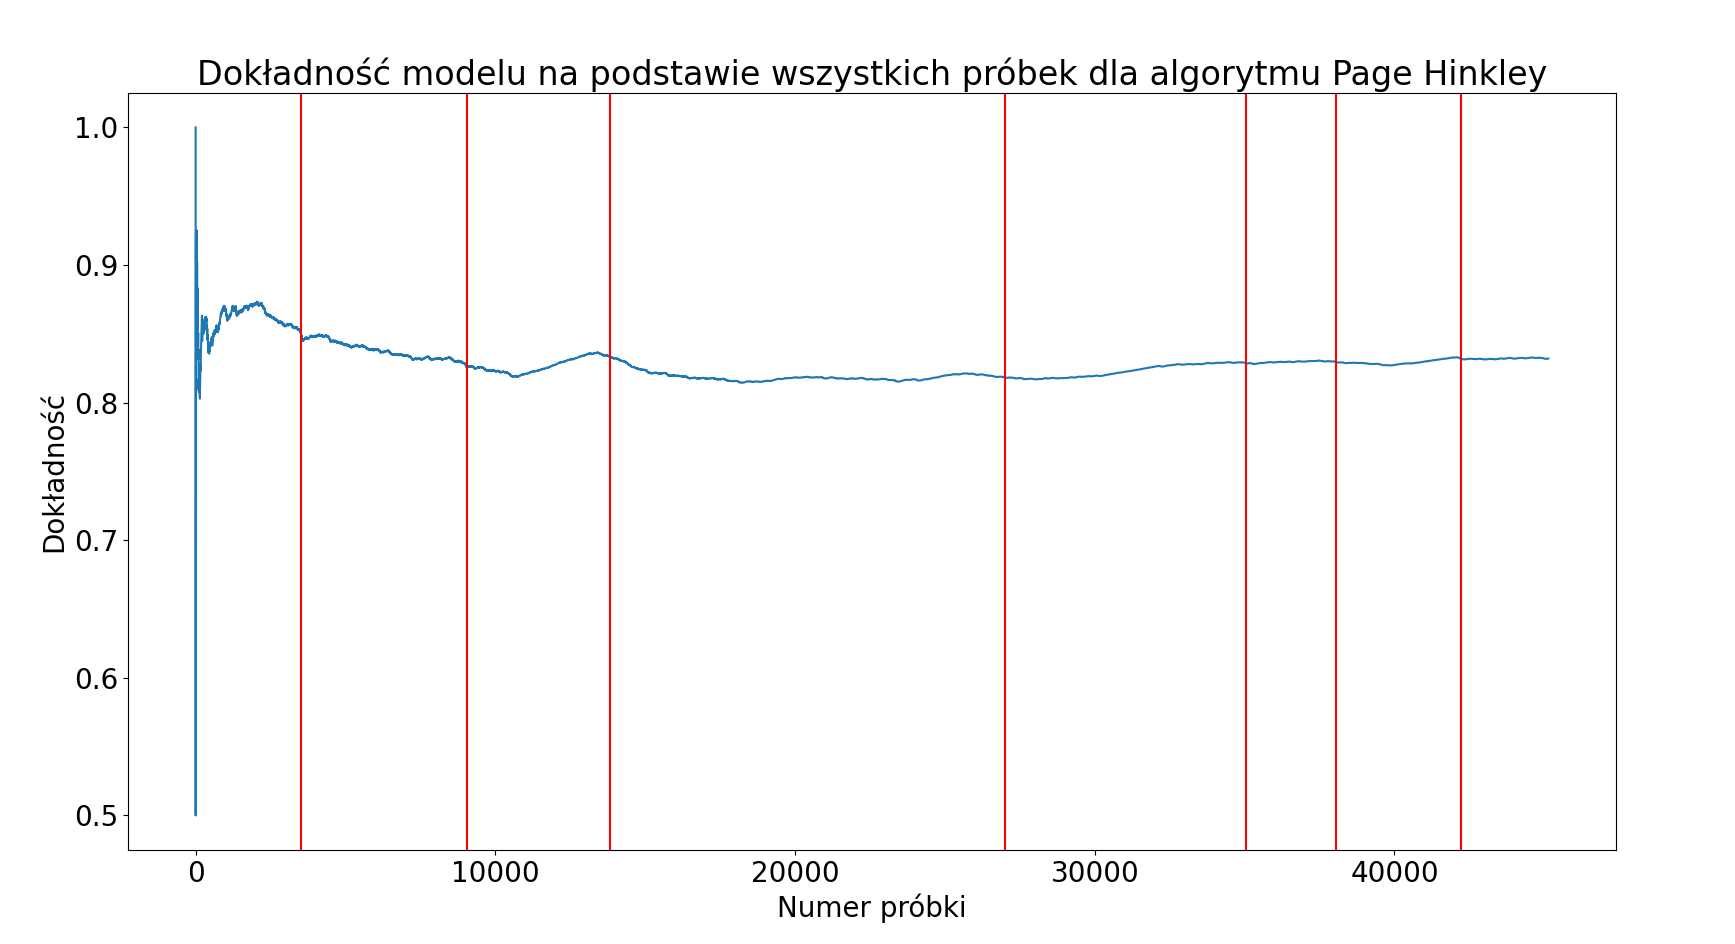 Dokładność modelu na podstawie wszystkich próbek dla algorytmu Page Hinkley
1.0
0.9
0.8
0.7
0.6
0.5
Dokładność
0 10000 20000 30000 40000
Numer próbki